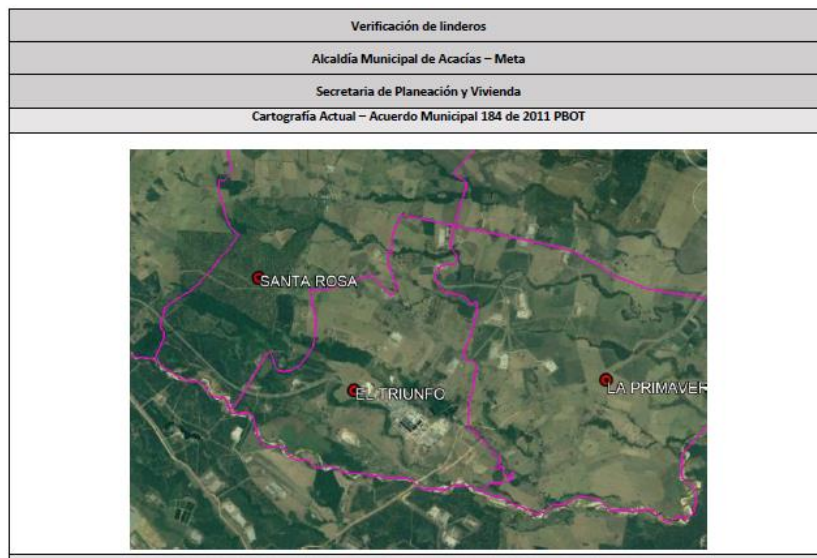 Verificación de linderos
Alcaldía Municipal de Acacías – Meta
Secretaria de Planeación y Vivienda
Cartografía Actual – Acuerdo Municipal 184 de 2011 PBOT
SANTA ROSA
EL TRIUNFO
LA PRIMAVER